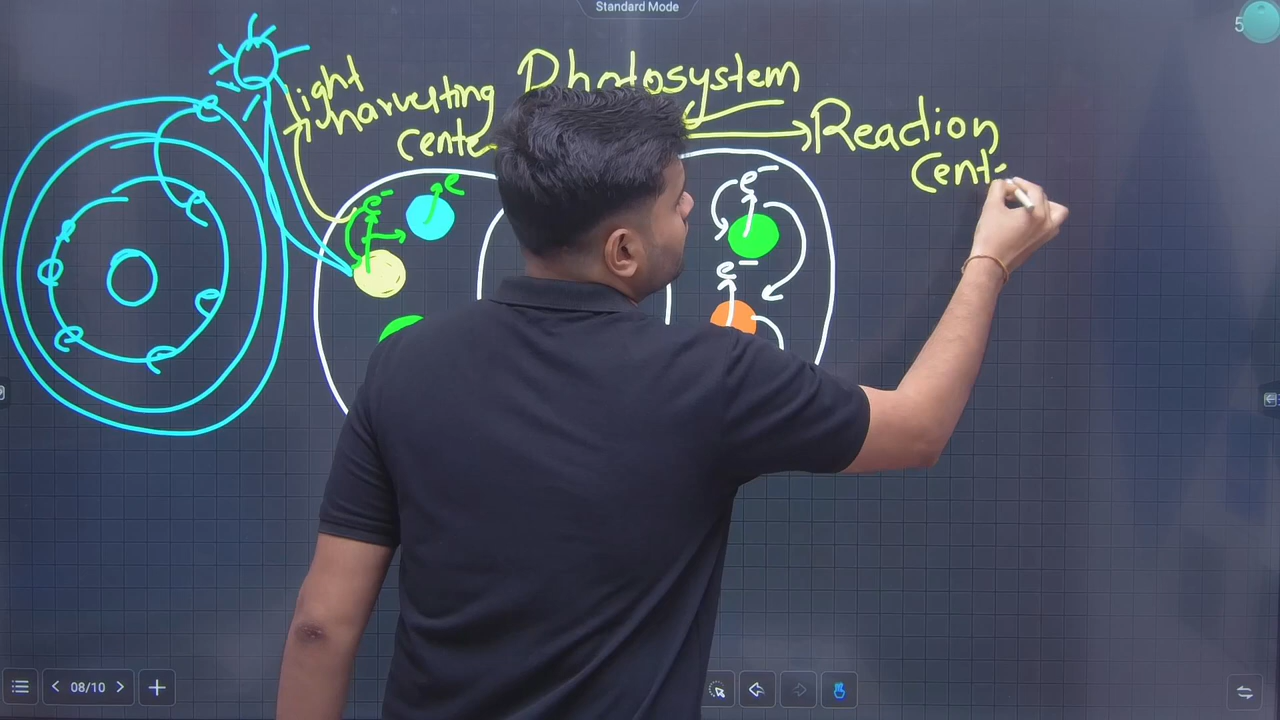 Standard Mode
5
Photosystem
light
harvesting
cente
Reaction
Cent
e⁻
e
e⁻
e⁻
08/10